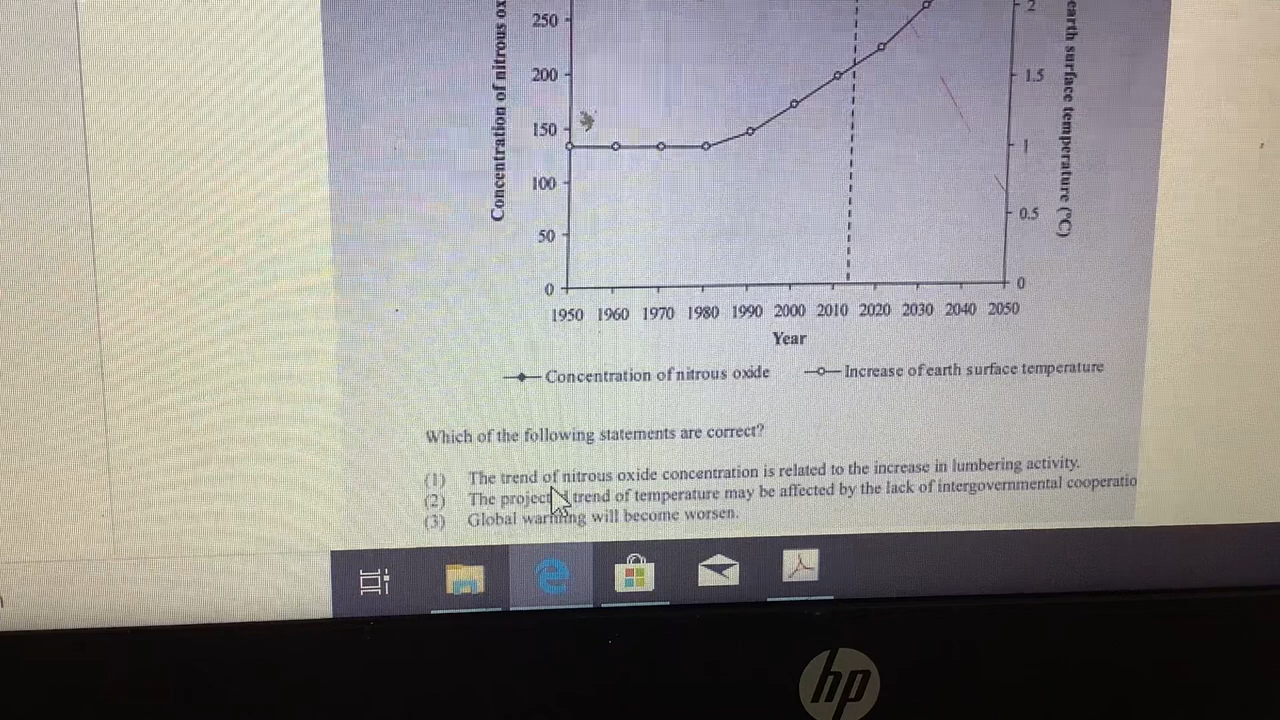 Concentration of nitrous ox
250
200
150
100
50
0
2
1.5
1
0.5
0
earth surface temperature (°C)
1950 1960 1970 1980 1990 2000 2010 2020 2030 2040 2050
Year
Concentration of nitrous oxide Increase of earth surface temperature
Which of the following statements are correct?
(1) The trend of nitrous oxide concentration is related to the increase in lumbering activity.
(2) The project trend of temperature may be affected by the lack of intergovernmental cooperatio
(3) Global warming will become worsen.
hp